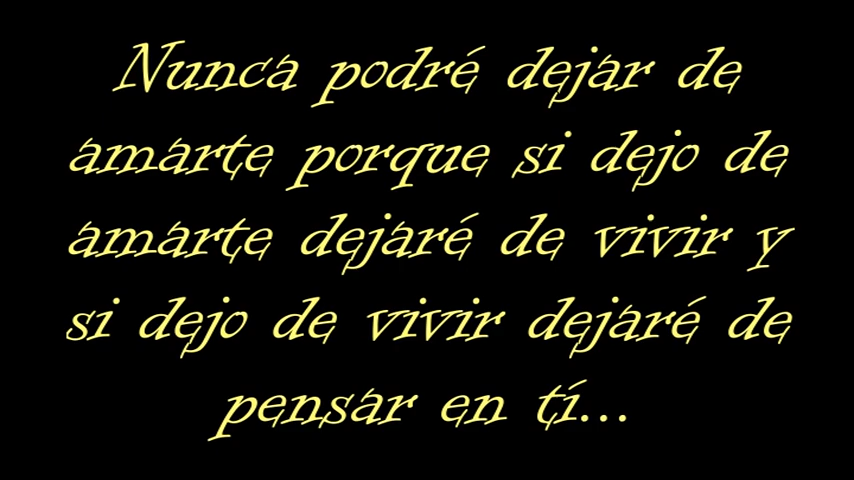 Nunca podré dejar de
amarte porque si dejo de
amarte dejaré de vivir y
si dejo de vivir dejaré de
pensar en tí...